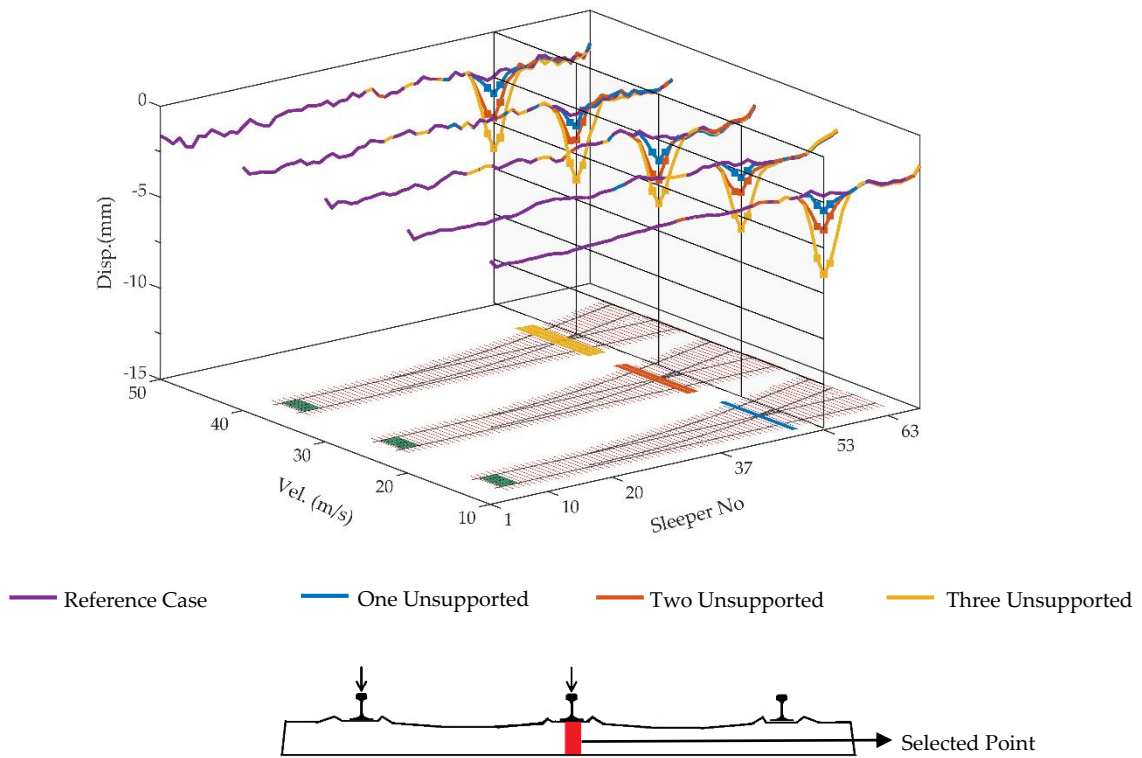 0
-5
-10
-15
Disp.(mm)
50
40
30
20
10
Vel. (m/s)
1
10
20
37
53
63
Sleeper No
Reference Case
One Unsupported
Two Unsupported
Three Unsupported
Selected Point